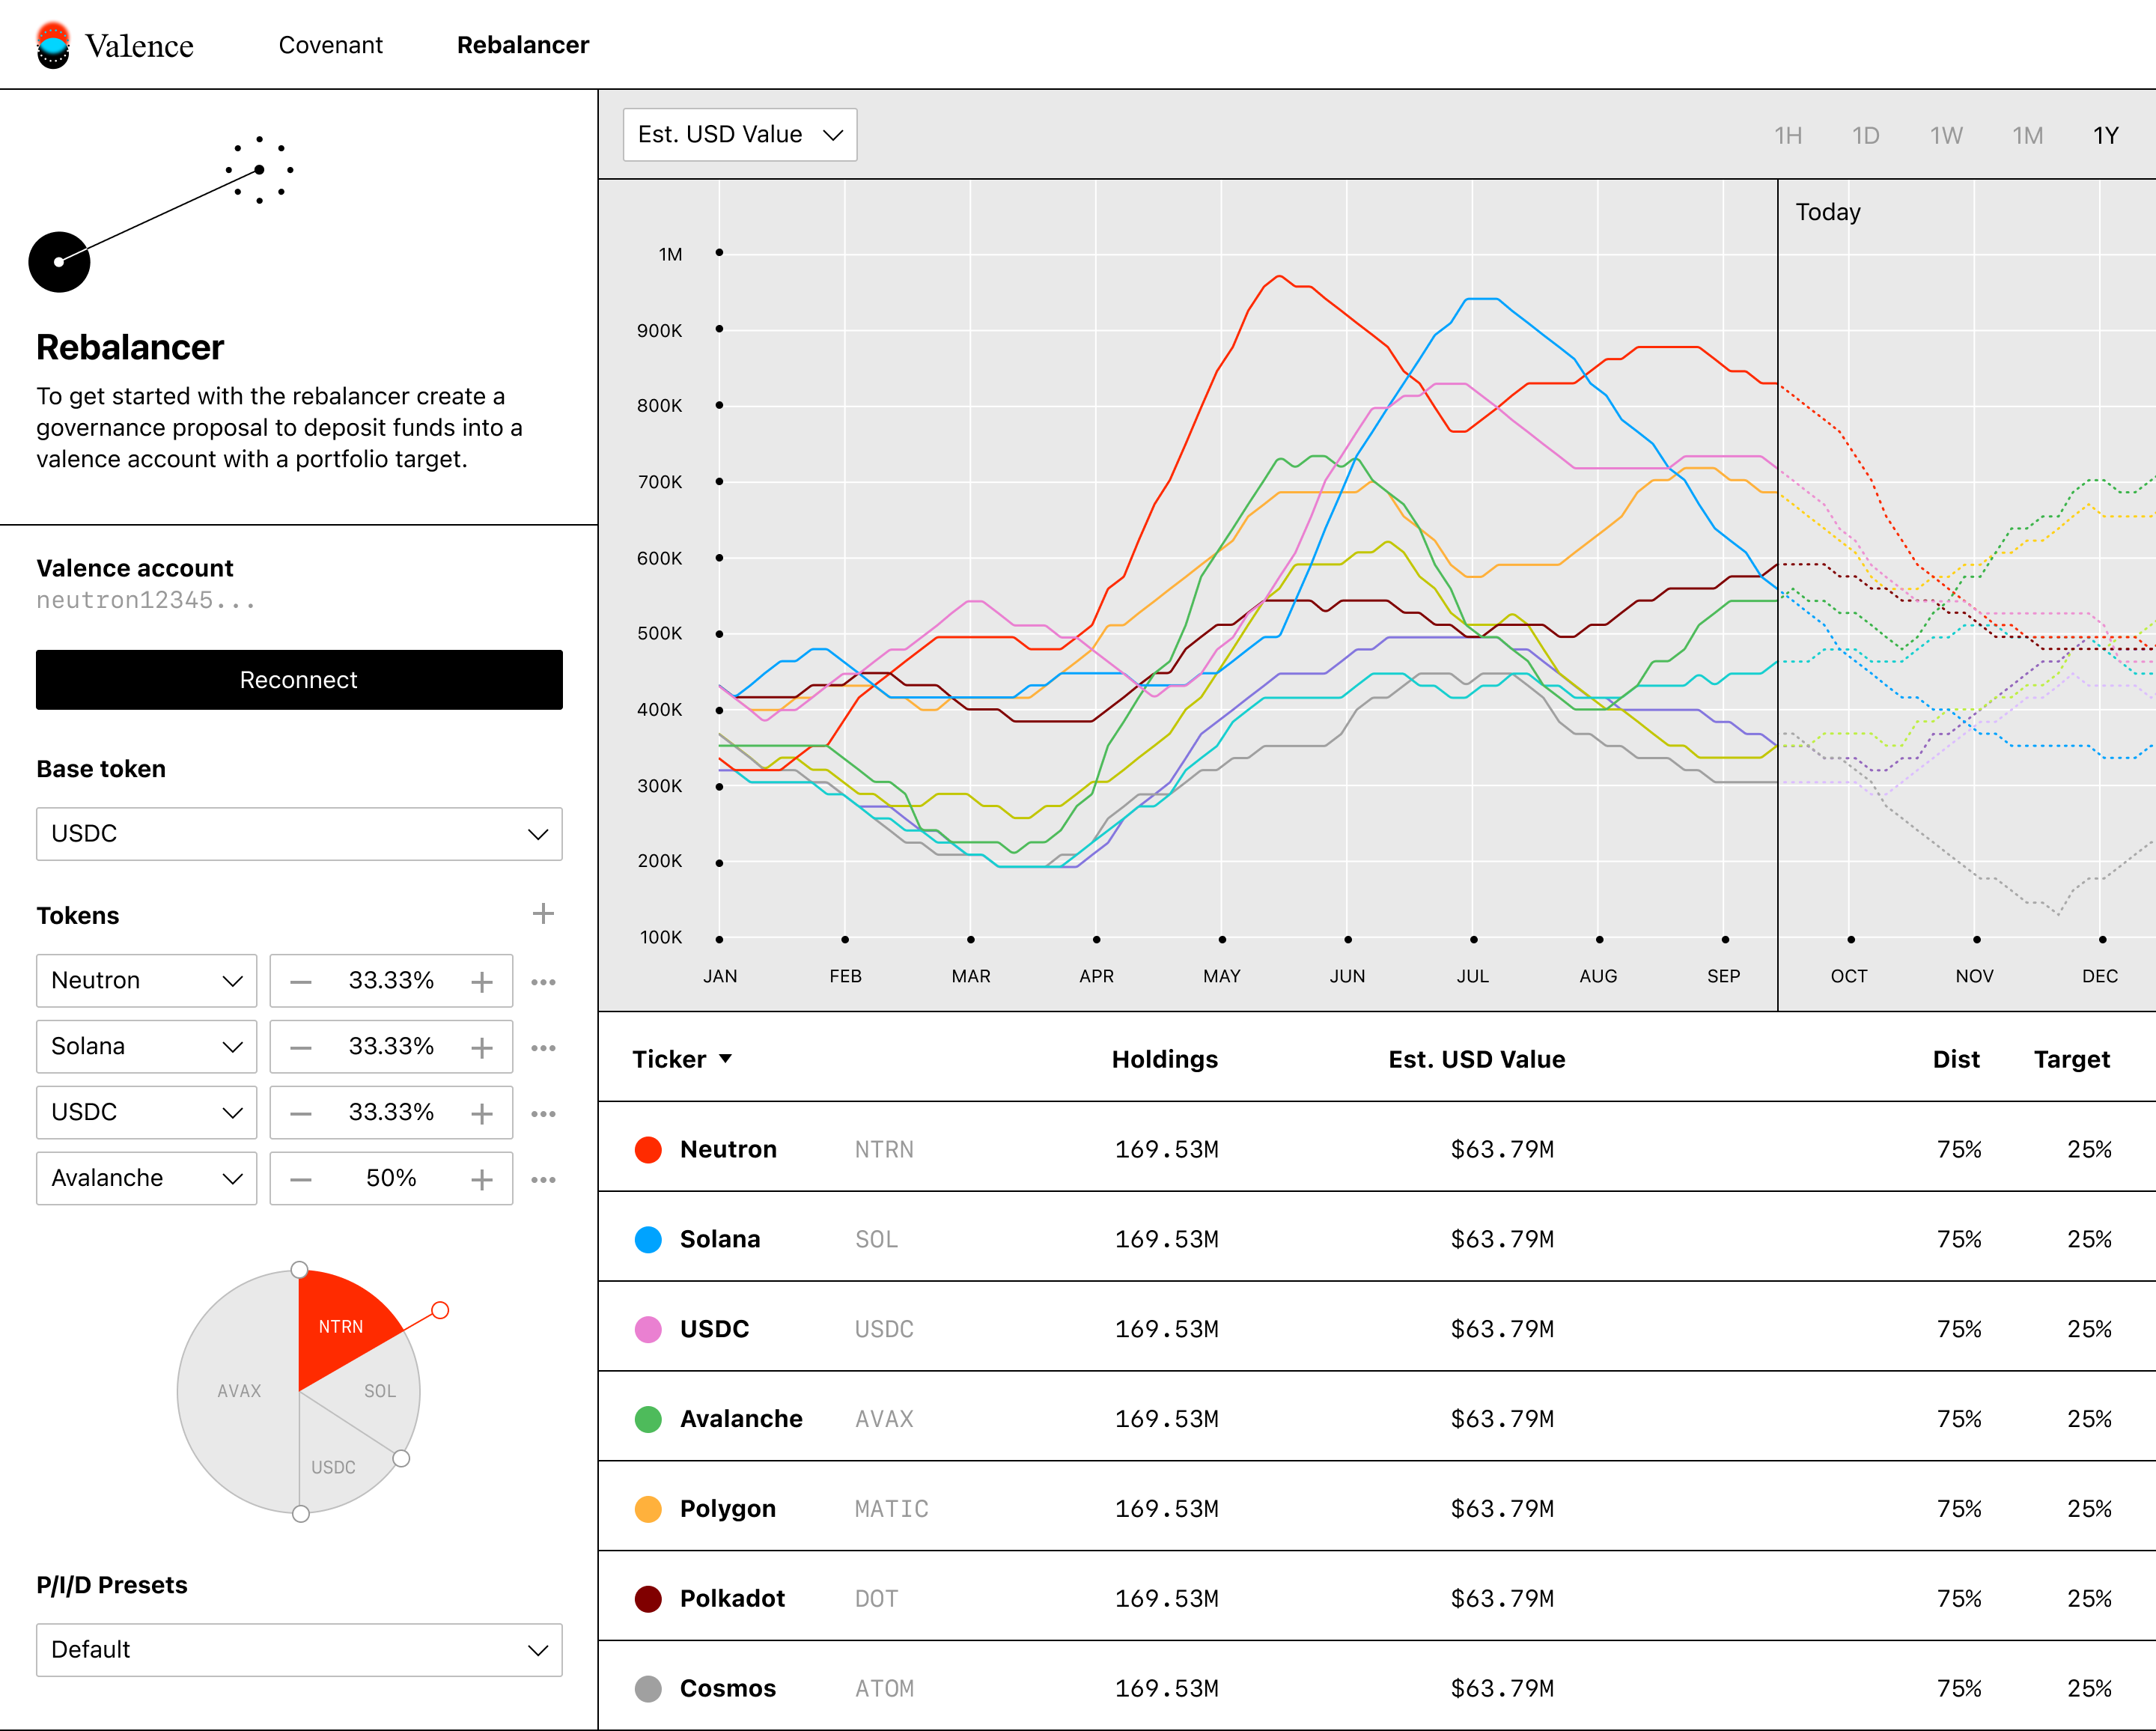 Valence
Covenant
Rebalancer
Rebalancer
To get started with the rebalancer create a
governance proposal to deposit funds into a
valence account with a portfolio target.
Valence account
neutron12345...
Reconnect
Base token
USDC
Tokens
Neutron 33.33%
Solana 33.33%
USDC 33.33%
Avalanche 50%
NTRN
AVAX
SOL
USDC
P/I/D Presets
Default
Est. USD Value
1H 1D 1W 1M 1Y
Today
1M
900K
800K
700K
600K
500K
400K
300K
200K
100K
JAN FEB MAR APR MAY JUN JUL AUG SEP OCT NOV DEC
Ticker Holdings Est. USD Value Dist Target
Neutron NTRN 169.53M $63.79M 75% 25%
Solana SOL 169.53M $63.79M 75% 25%
USDC USDC 169.53M $63.79M 75% 25%
Avalanche AVAX 169.53M $63.79M 75% 25%
Polygon MATIC 169.53M $63.79M 75% 25%
Polkadot DOT 169.53M $63.79M 75% 25%
Cosmos ATOM 169.53M $63.79M 75% 25%